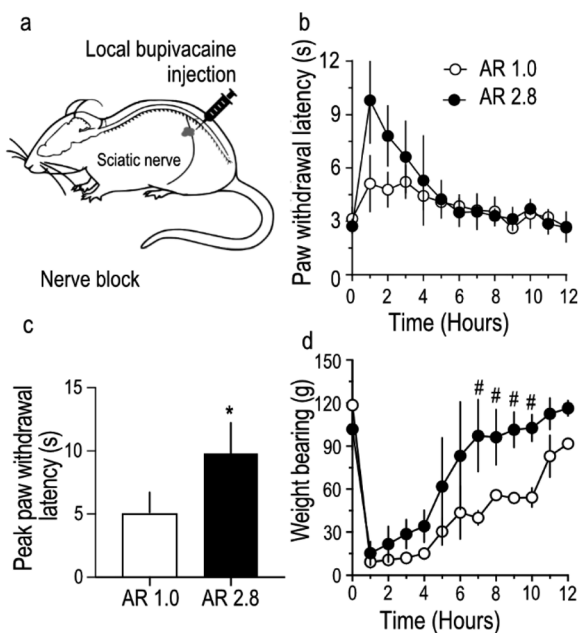 a
Local bupivacaine
injection
Sciatic nerve
Nerve block
b
Paw withdrawal latency (s)
12
9
6
3
0
AR 1.0
AR 2.8
0 2 4 6 8 10 12
Time (Hours)
c
Peak paw withdrawal
latency (s)
15
10
5
0
*
AR 1.0 AR 2.8
d
Weight bearing (g)
150
120
90
60
30
0
# # # #
0 2 4 6 8 10 12
Time (Hours)